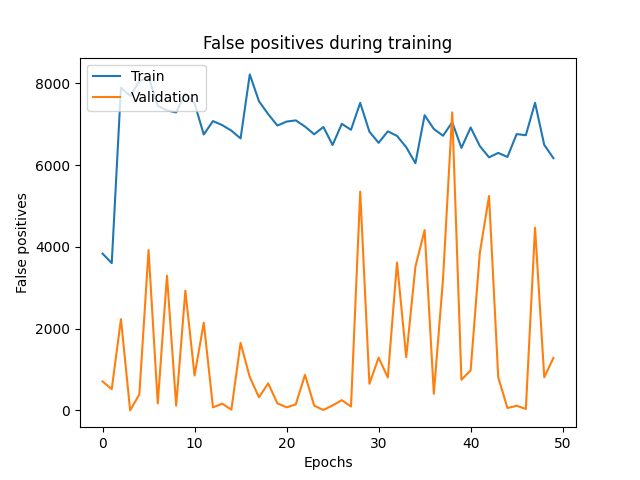 False positives during training
Train
Validation
8000
6000
4000
2000
0
False positives
0 10 20 30 40 50
Epochs